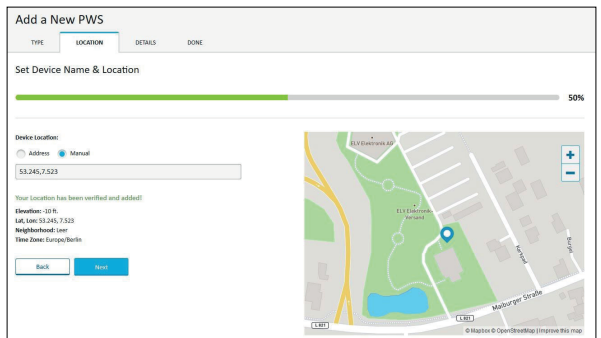 Add a New PWS
TYPE
LOCATION
DETAILS
DONE
Set Device Name & Location
50%
Device Location:
Address
Manual
53.245,7.523
Your Location has been verified and added!
Elevation: -10 ft.
Lat, Lon: 53.245, 7.523
Neighborhood: Leer
Time Zone: Europe/Berlin
Back
Next
ELV Elektronik AG
+
−
ELV Elektronik-
Versand
Burgel
Maiburger Straße
L 821
L 821
© Mapbox © OpenStreetMap | Improve this map